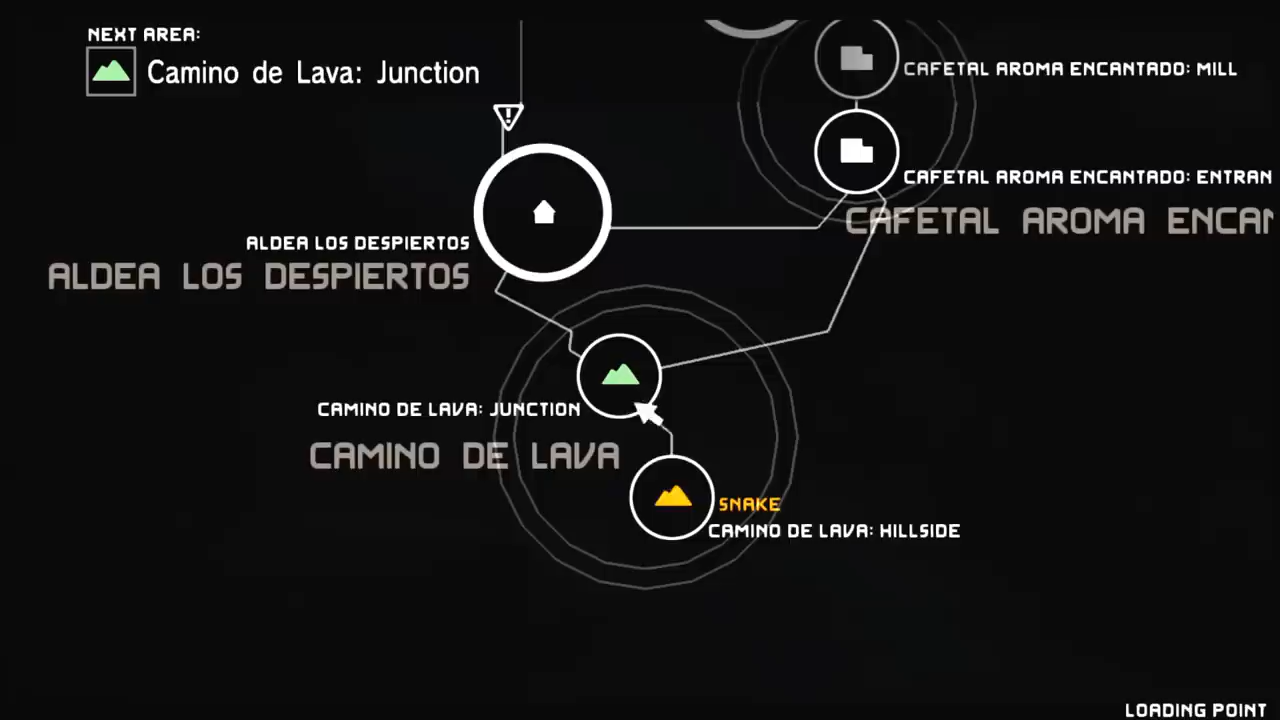 NEXT AREA:
Camino de Lava: Junction
CAFETAL AROMA ENCANTADO: MILL
CAFETAL AROMA ENCANTADO: ENTRAN
CAFETAL AROMA ENCAN
ALDEA LOS DESPIERTOS
ALDEA LOS DESPIERTOS
CAMINO DE LAVA: JUNCTION
CAMINO DE LAVA
SNAKE
CAMINO DE LAVA: HILLSIDE
LOADING POINT